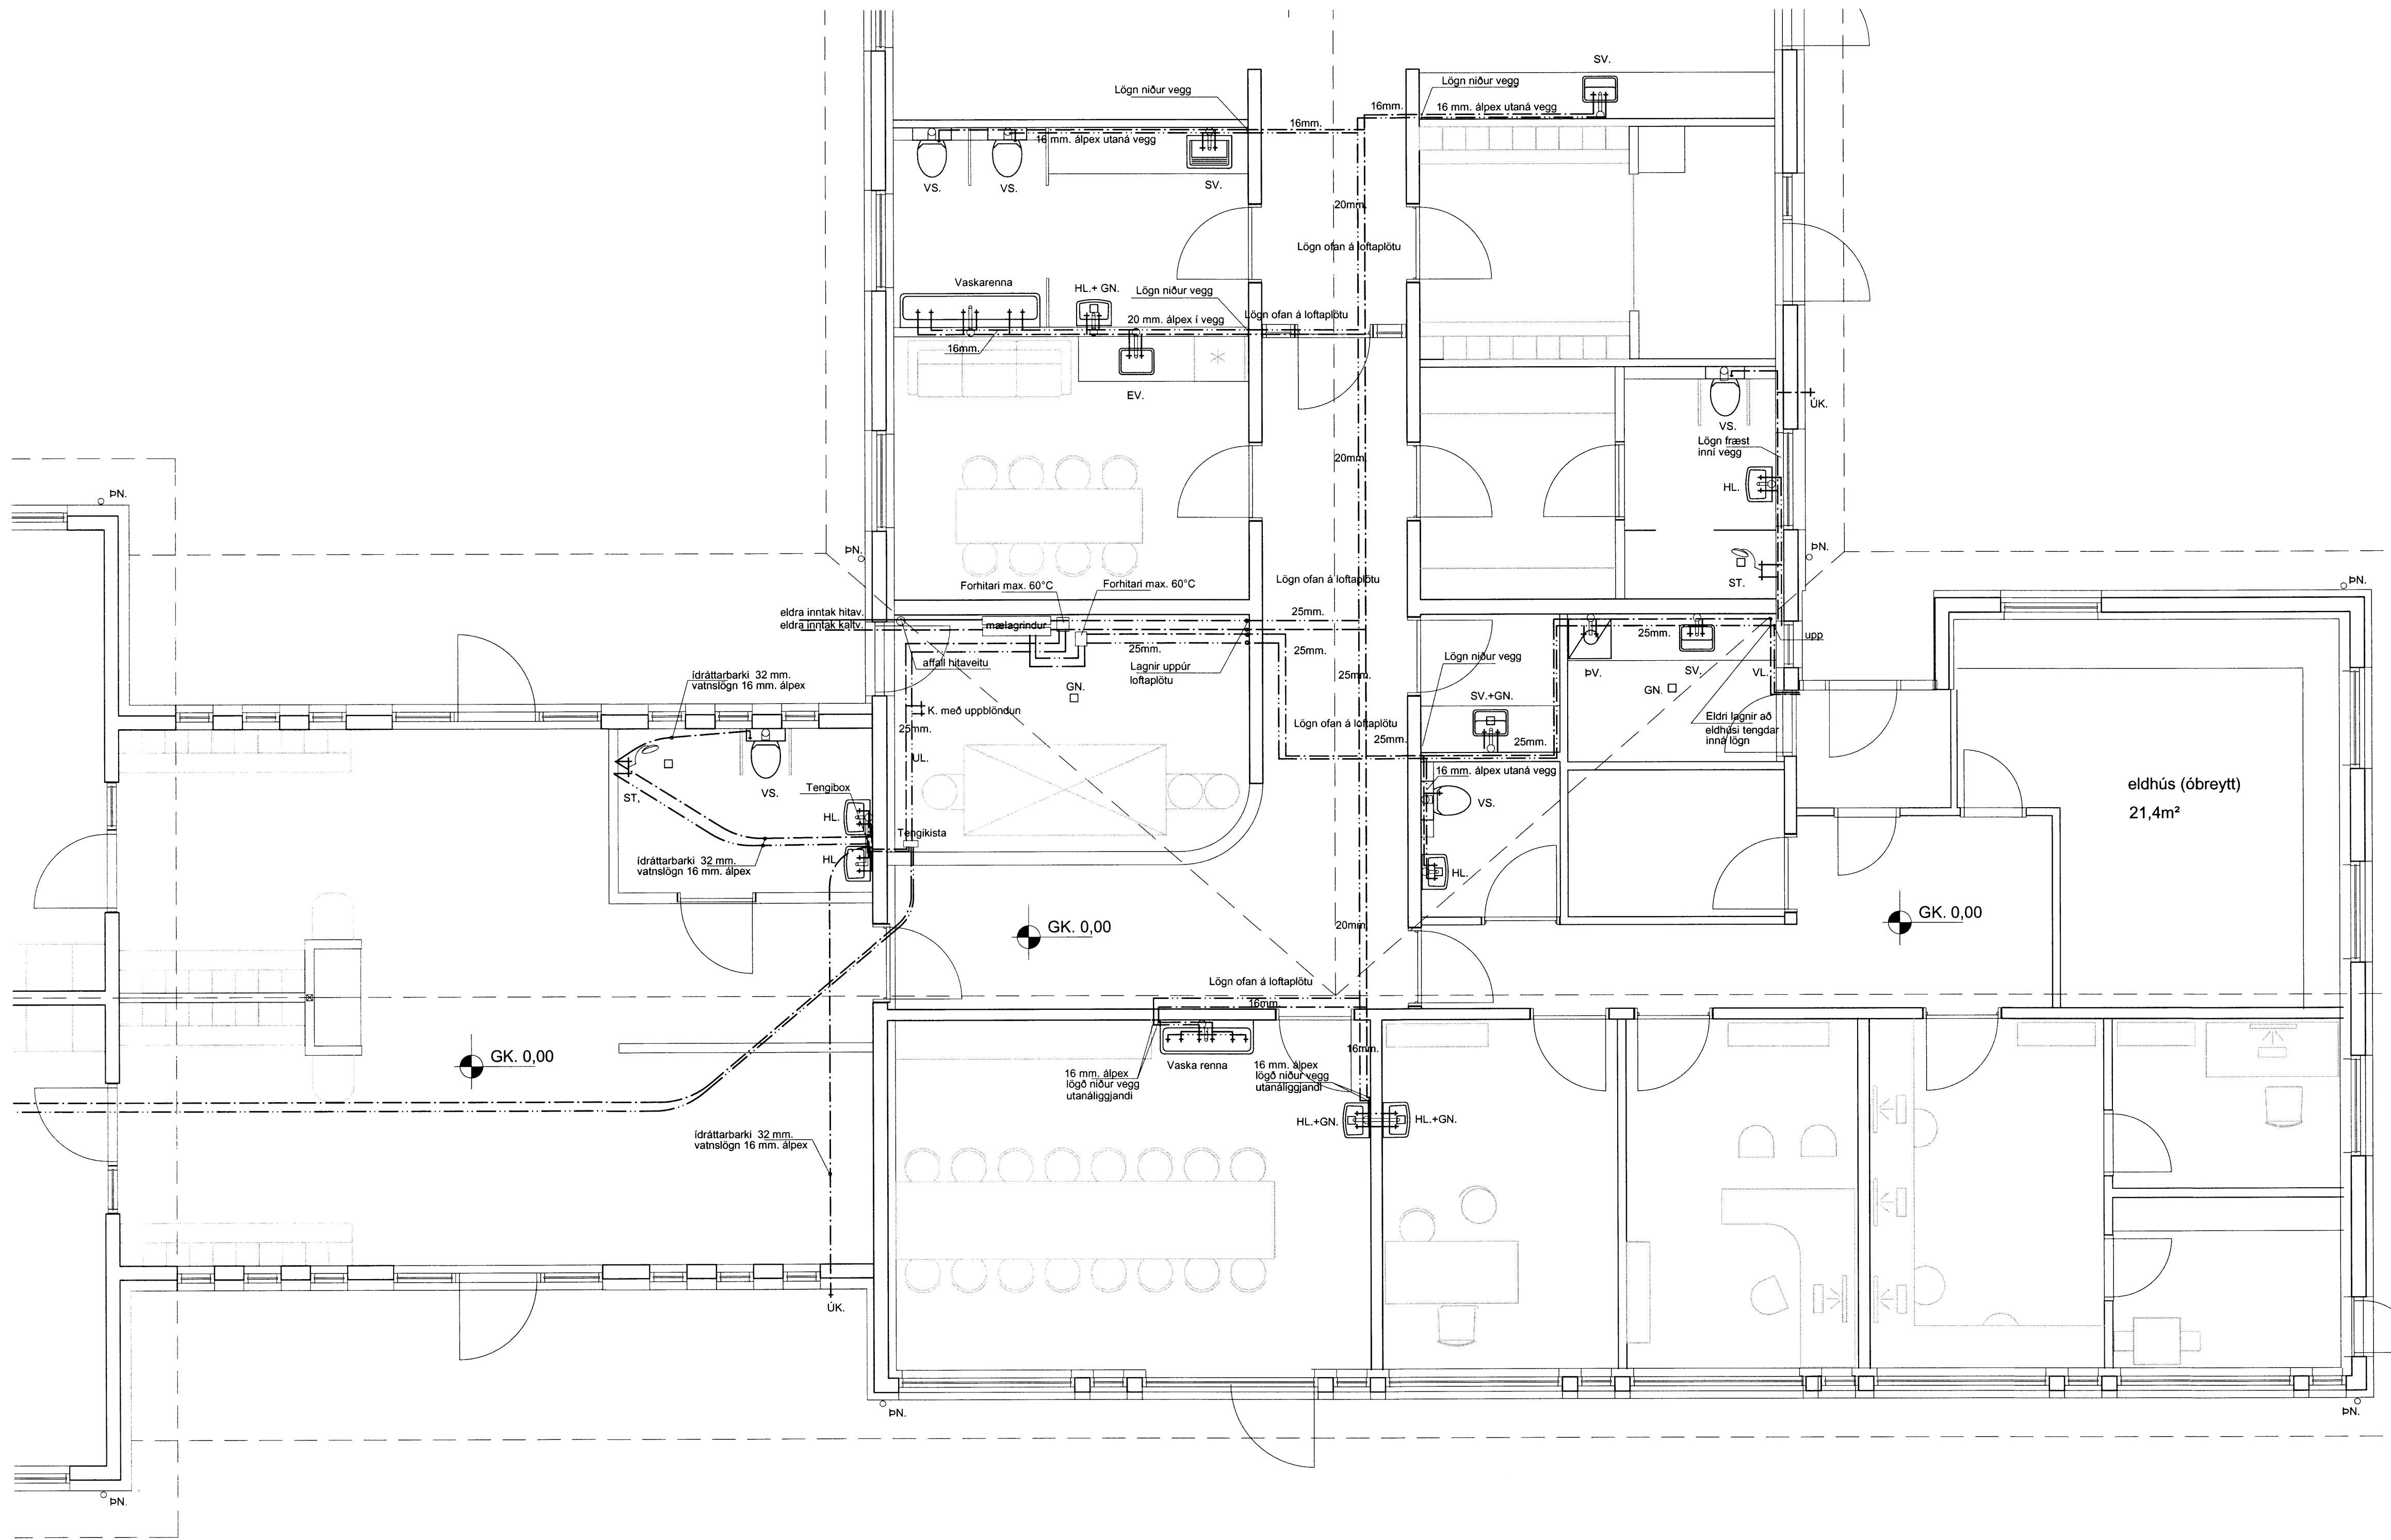 SV.
Lögn niður vegg
Lögn niður vegg
16mm.
16 mm. álpex utaná vegg
16mm.
16 mm. álpex utaná vegg
VS.
VS.
SV.
20mm.
Lögn ofan á loftaplötu
Vaskarenna
HL.+ GN.
Lögn niður vegg
20 mm. álpex í vegg
Lögn ofan á loftaplötu
16mm.
EV.
ÚK.
VS.
Lögn fræst
inní vegg
20mm.
HL.
ÞN.
ÞN.
ÞN.
ST.
ÞN.
Forhitari max. 60°C
Forhitari max. 60°C
Lögn ofan á loftaplötu
eldra inntak hitav.
eldra inntak kaltv.
mælagrindur
25mm.
25mm.
25mm.
25mm.
upp
affall hitaveitu
Lagnir uppúr
loftaplötu
Lögn niður vegg
ÞV.
SV.
VL.
25mm.
GN.
GN.
SV.+GN.
ídráttarbarki 32 mm.
vatnslögn 16 mm. álpex
K. með uppblöndun
25mm.
Lögn ofan á loftaplötu
25mm.
25mm.
Eldri lagnir að
eldhúsi tengdar
inná lögn
UL.
16 mm. álpex utaná vegg
eldhús (óbreytt)
21,4m²
ST,
VS.
Tengibox
HL.
VS.
Tengikista
HL.
ídráttarbarki 32 mm.
vatnslögn 16 mm. álpex
HL.
GK. 0,00
20mm.
GK. 0,00
Lögn ofan á loftaplötu
16mm.
GK. 0,00
16mm.
Vaska renna
16 mm. álpex
lögð niður vegg
utanáliggjandi
16 mm. álpex
lögð niður vegg
utanáliggjandi
HL.+GN.
HL.+GN.
ídráttarbarki 32 mm.
vatnslögn 16 mm. álpex
ÚK.
ÞN.
ÞN.
ÞN.